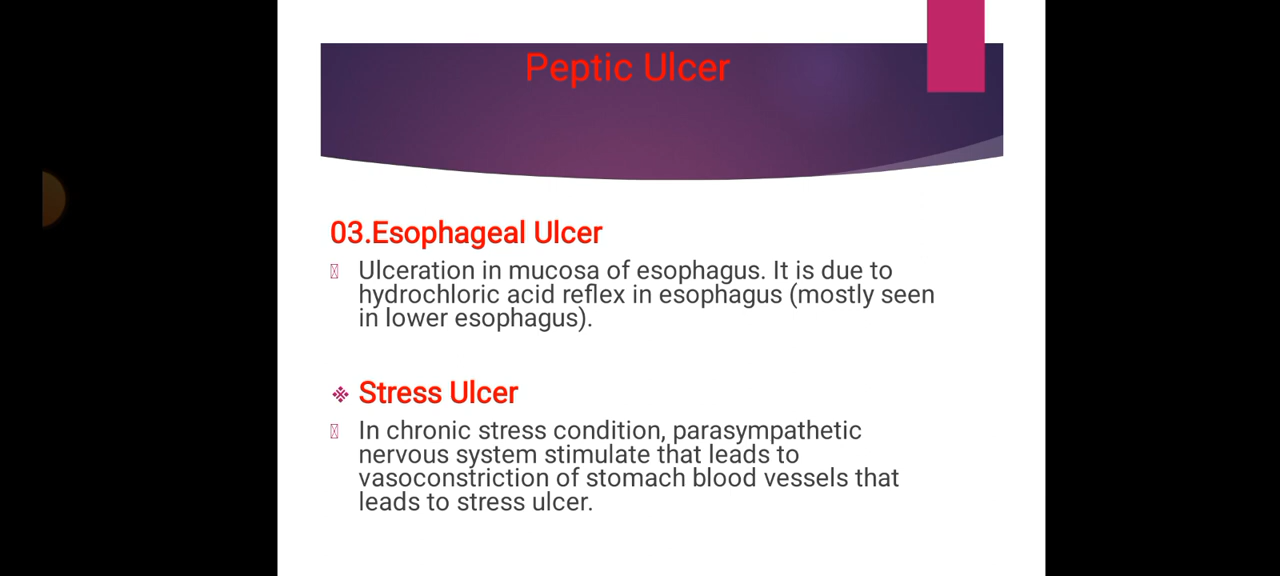 Peptic Ulcer
03.Esophageal Ulcer
Ulceration in mucosa of esophagus. It is due to
hydrochloric acid reflex in esophagus (mostly seen
in lower esophagus).
❖ Stress Ulcer
In chronic stress condition, parasympathetic
nervous system stimulate that leads to
vasoconstriction of stomach blood vessels that
leads to stress ulcer.